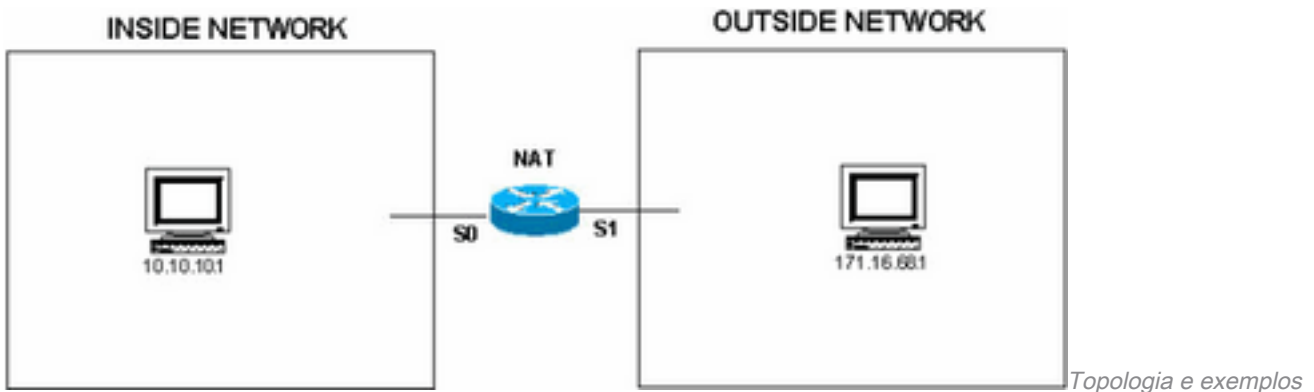 INSIDE NETWORK
OUTSIDE NETWORK
NAT
S0
S1
10.10.10.1
171.16.68.1
Topologia e exemplos